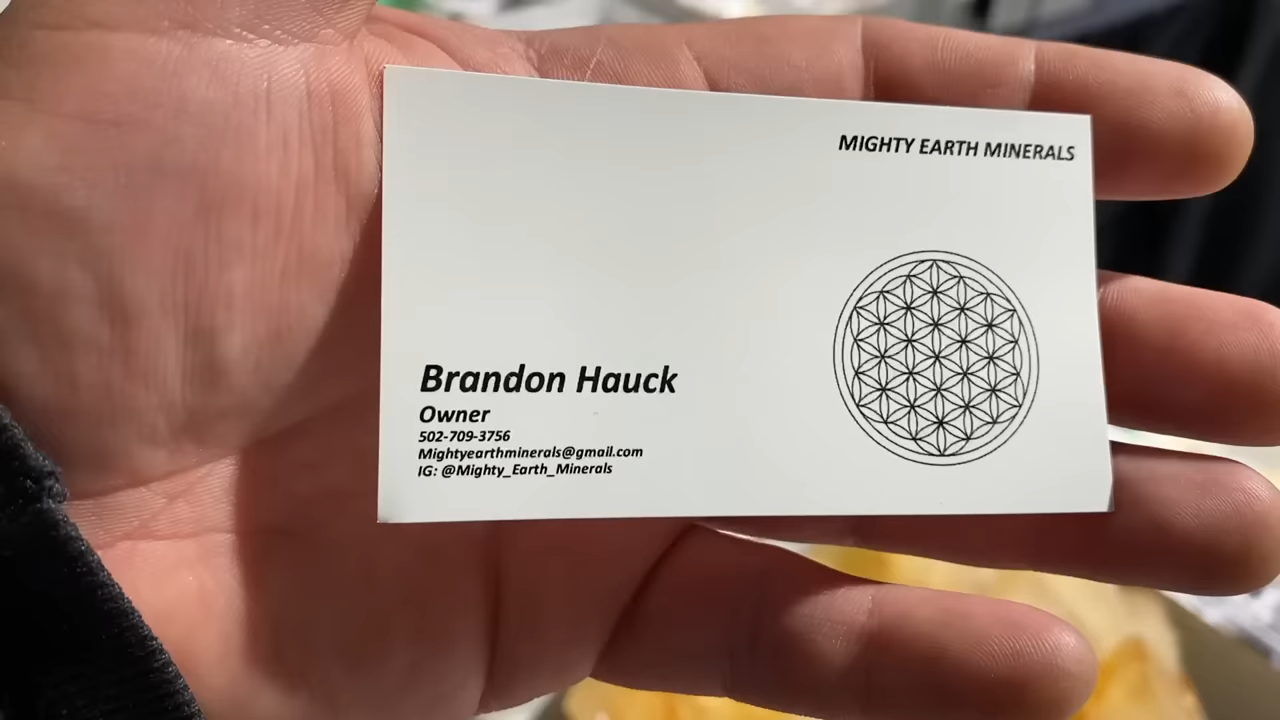 MIGHTY EARTH MINERALS
Brandon Hauck
Owner
502-709-3756
Mightyearthminerals@gmail.com
IG: @Mighty_Earth_Minerals